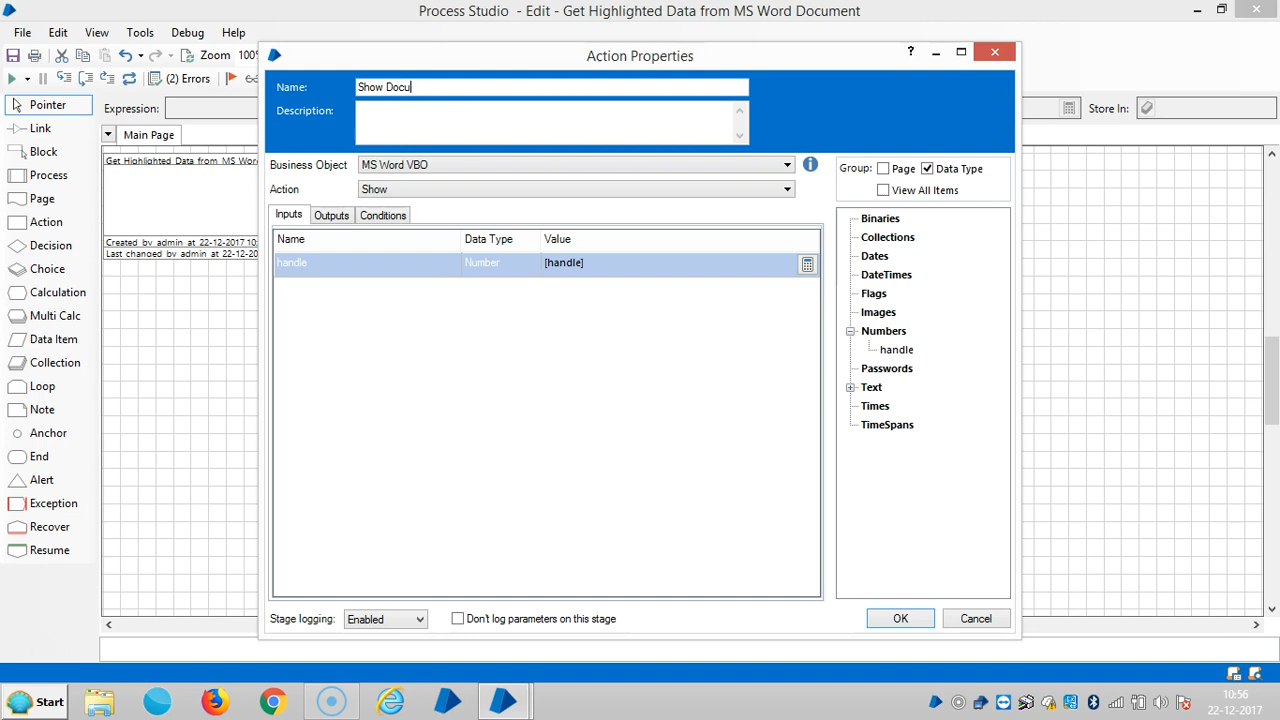 Process Studio - Edit - Get Highlighted Data from MS Word Document
File Edit View Tools Debug Help
Zoom 100%
(2) Errors
Pointer
Link
Block
Process
Page
Action
Decision
Choice
Calculation
Multi Calc
Data Item
Collection
Loop
Note
Anchor
End
Alert
Exception
Recover
Resume
Expression:
Store In:
Main Page
Get Highlighted Data from MS Wor
Created by admin at 22-12-2017 10:
Last changed by admin at 22-12-20
Action Properties
?
Name: Show Docu
Description:
Business Object MS Word VBO
Action Show
Inputs Outputs Conditions
Name Data Type Value
handle Number [handle]
Group: Page Data Type
View All Items
Binaries
Collections
Dates
DateTimes
Flags
Images
Numbers
handle
Passwords
Text
Times
TimeSpans
Stage logging: Enabled Don't log parameters on this stage
OK Cancel
Start
10:56
22-12-2017